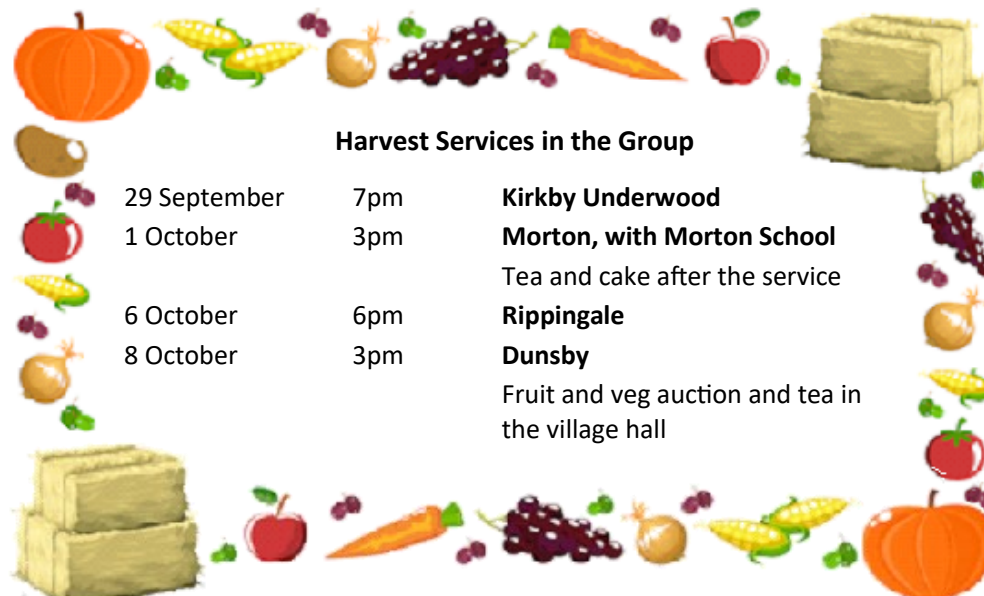 Harvest Services in the Group
29 September 7pm Kirkby Underwood
1 October 3pm Morton, with Morton School
Tea and cake after the service
6 October 6pm Rippingale
8 October 3pm Dunsby
Fruit and veg auction and tea in
the village hall